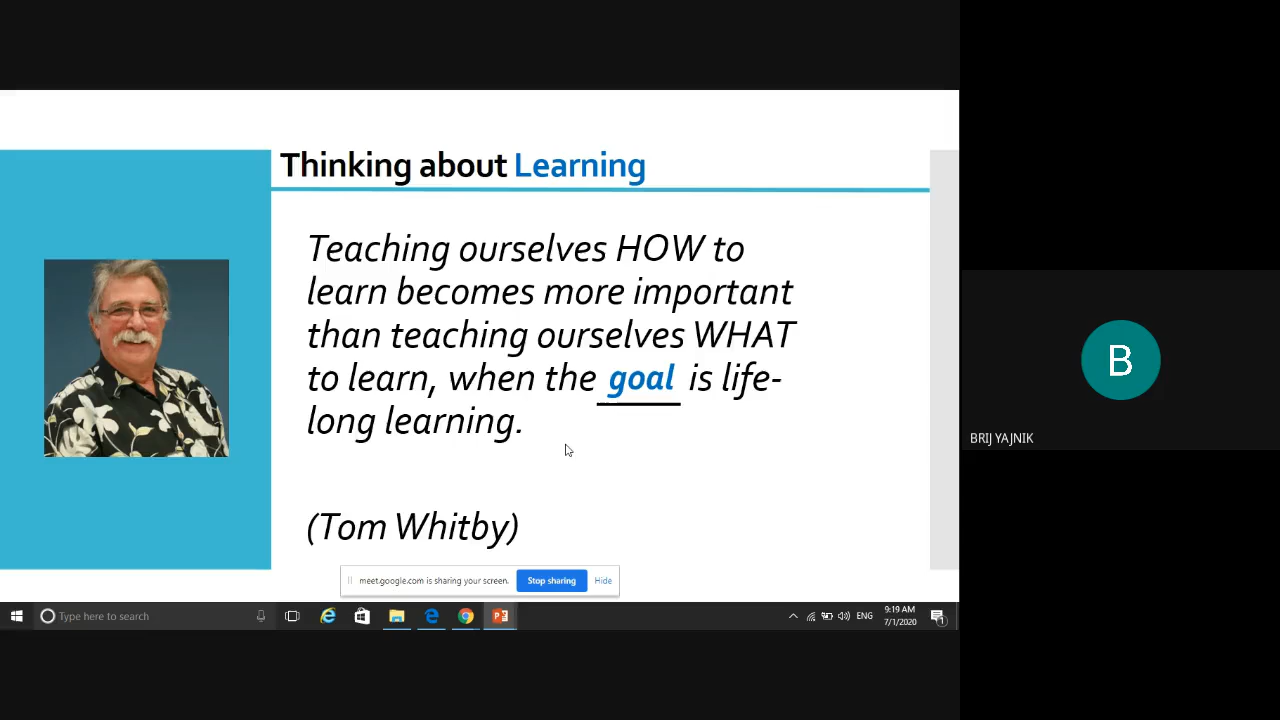 Thinking about Learning
Teaching ourselves HOW to
learn becomes more important
than teaching ourselves WHAT
to learn, when the goal is life-
long learning.
(Tom Whitby)
meet.google.com is sharing your screen. Stop sharing Hide
Type here to search
ENG
9:19 AM
7/1/2020
1
B
BRIJ YAJNIK